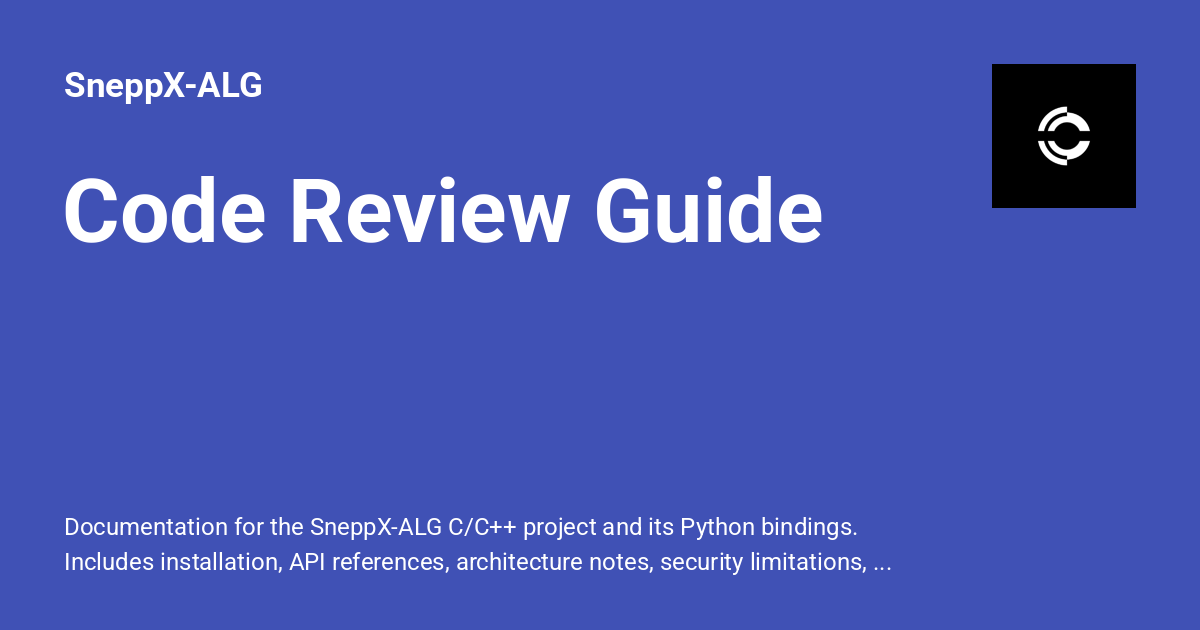 SneppX-ALG
Code Review Guide
Documentation for the SneppX-ALG C/C++ project and its Python bindings.
Includes installation, API references, architecture notes, security limitations, ...